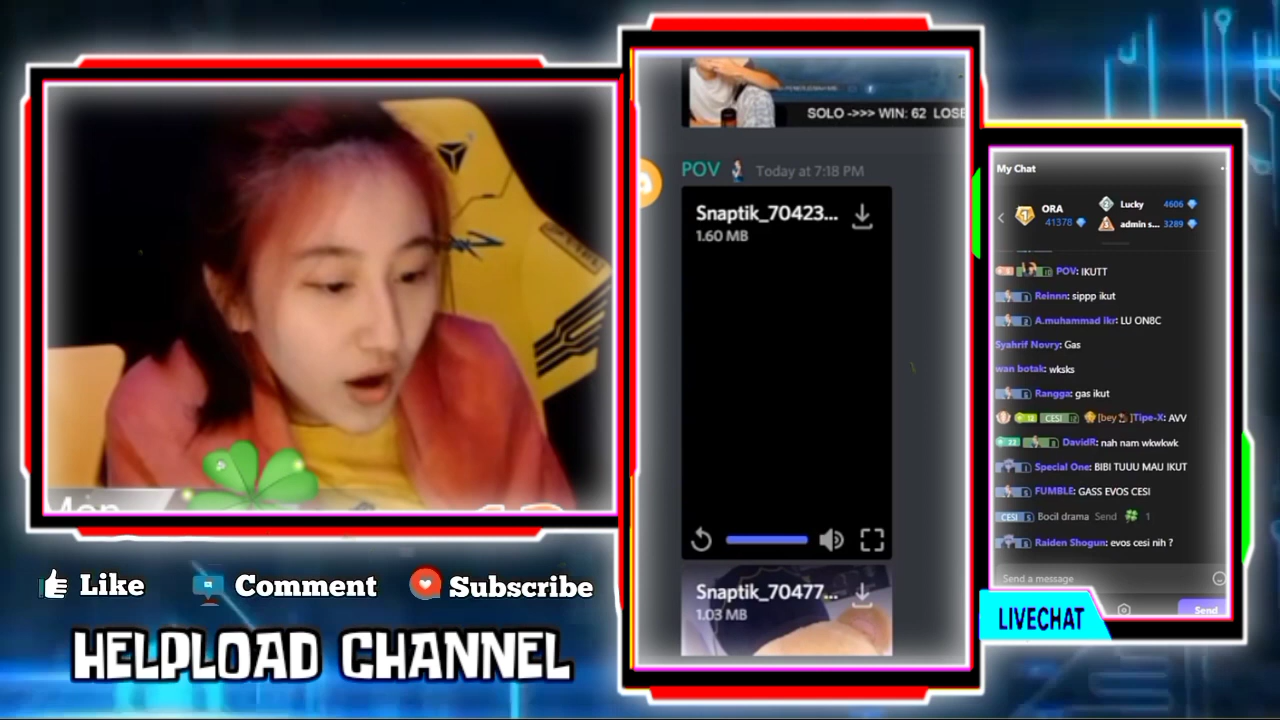 SOLO ->>> WIN: 62 LOSE
POV Today at 7:18 PM
Snaptik_70423...
1.60 MB
Snaptik_70477...
1.03 MB
My Chat
ORA
41378
Lucky 4606
admin s... 3289
POV: IKUTT
Reinnn: sippp ikut
A.muhammad ikr: LU ON8C
Syahrif Novry: Gas
wan botak: wksks
Rangga: gas ikut
CESI [bey ]Tipe-X: AVV
DavidR: nah nam wkwkwk
Special One: BIBI TUUU MAU IKUT
FUMBLE: GASS EVOS CESI
CESI Bocil drama Send 1
Raiden Shogun: evos cesi nih ?
Send a message
Send
LIVECHAT
Like
Comment
Subscribe
HELPLOAD CHANNEL